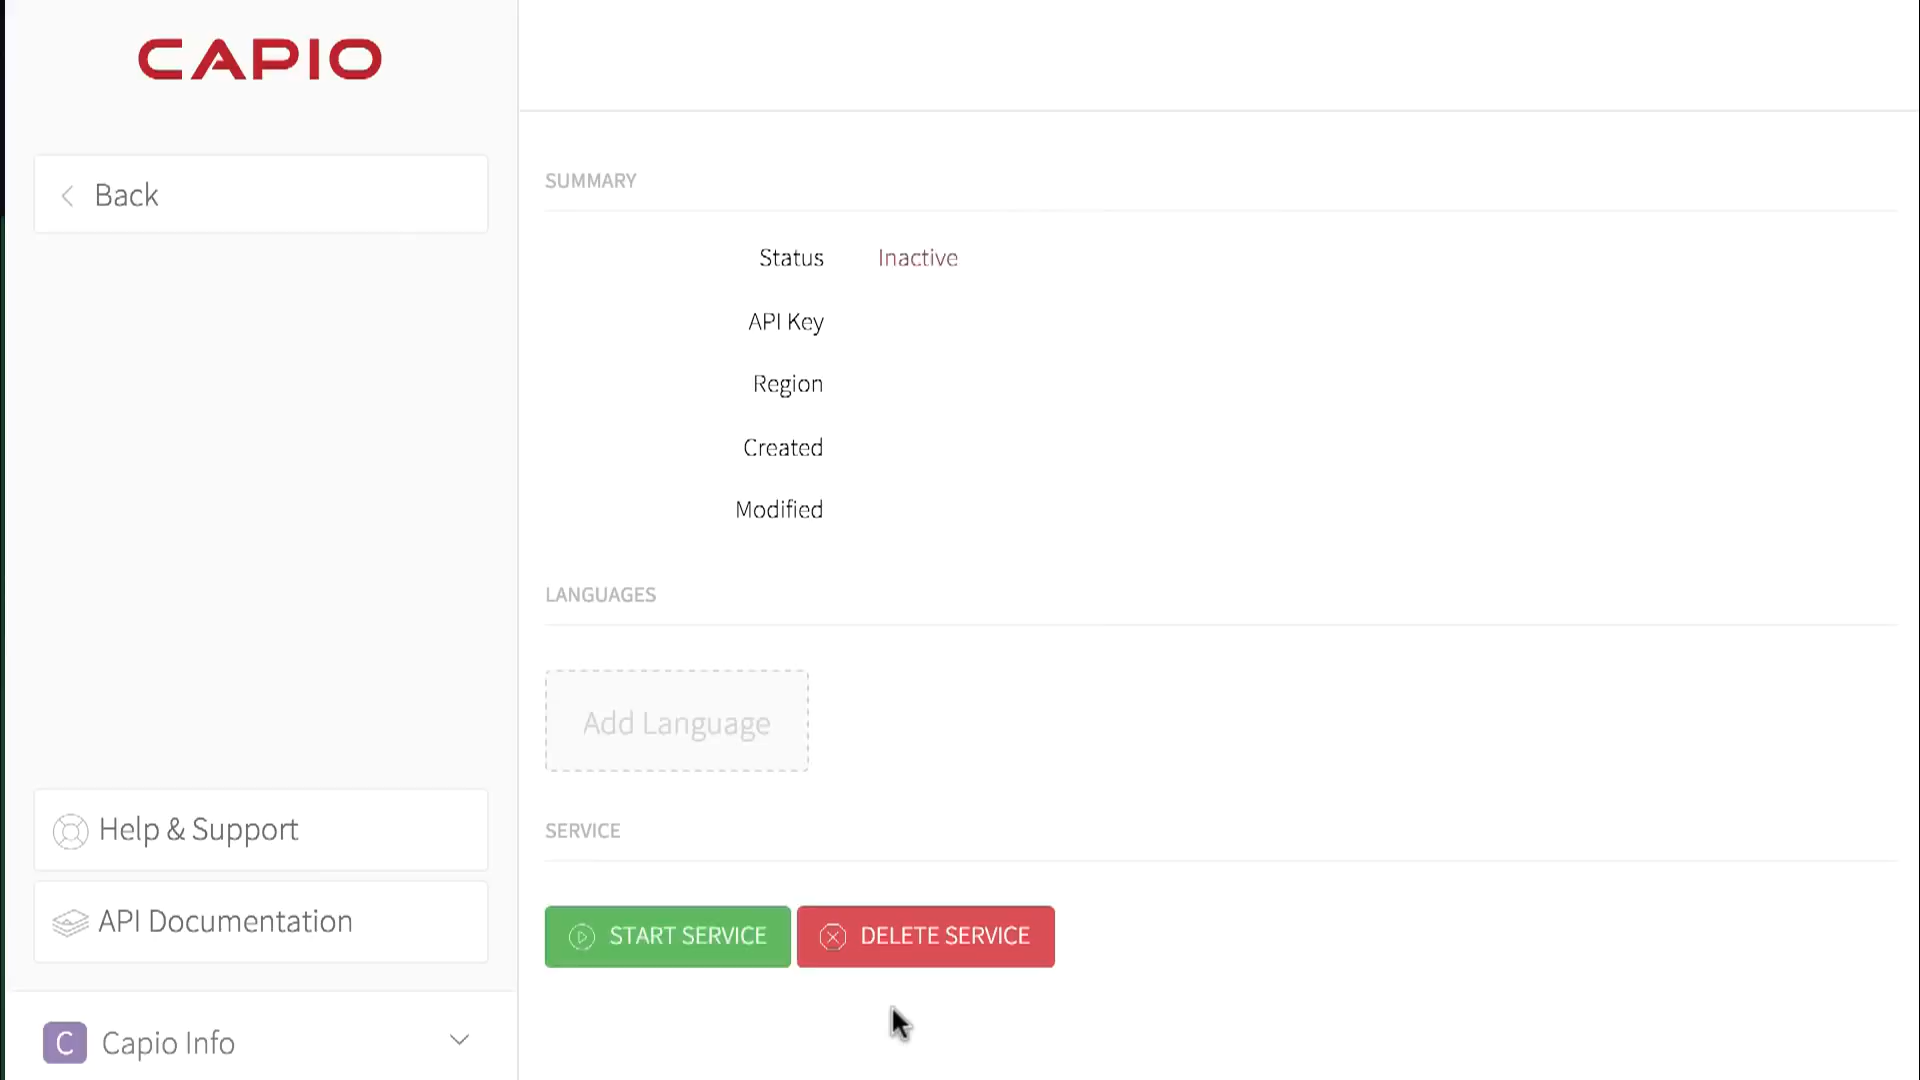 CAPIO
Back
SUMMARY
Status Inactive
API Key
Region
Created
Modified
LANGUAGES
Add Language
SERVICE
START SERVICE DELETE SERVICE
Help & Support
API Documentation
C Capio Info